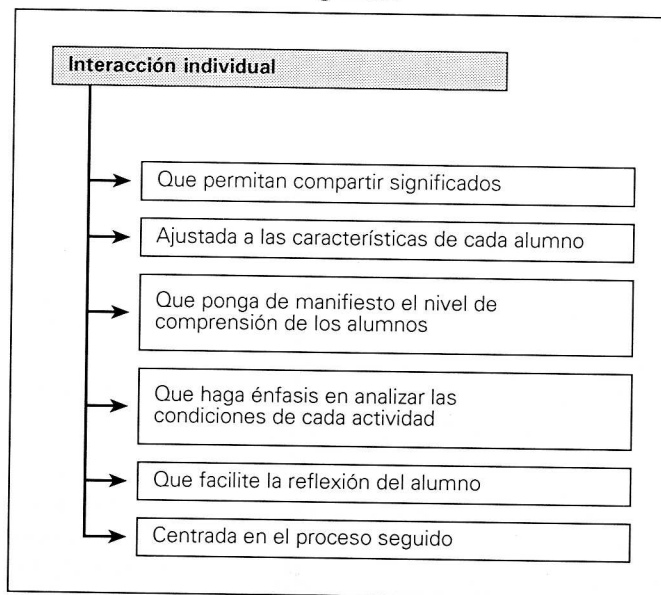 Interacción individual
Que permitan compartir significados
Ajustada a las características de cada alumno
Que ponga de manifiesto el nivel de
comprensión de los alumnos
Que haga énfasis en analizar las
condiciones de cada actividad
Que facilite la reflexión del alumno
Centrada en el proceso seguido